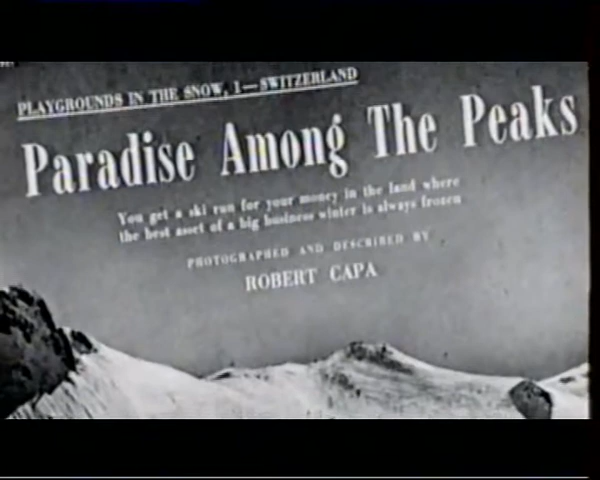 PLAYGROUNDS IN THE SNOW, 1—SWITZERLAND
Paradise Among The Peaks
You get a ski run for your money in the land where
the best asset of a big business winter is always frozen
PHOTOGRAPHED AND DESCRIBED BY
ROBERT CAPA